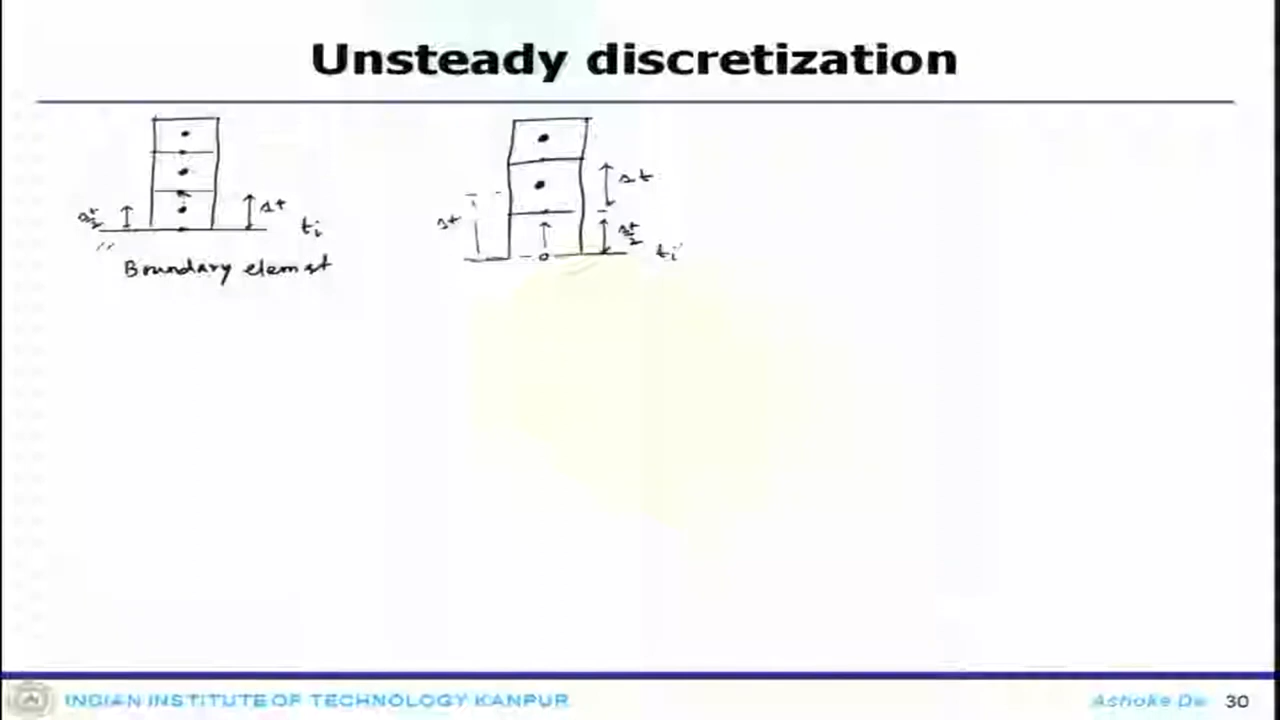 Unsteady discretization
Δt/2
Δt
ti
Boundary elemat
Δt
Δt
Δt/2
ti
INDIAN INSTITUTE OF TECHNOLOGY KANPUR
Ashoke De
30